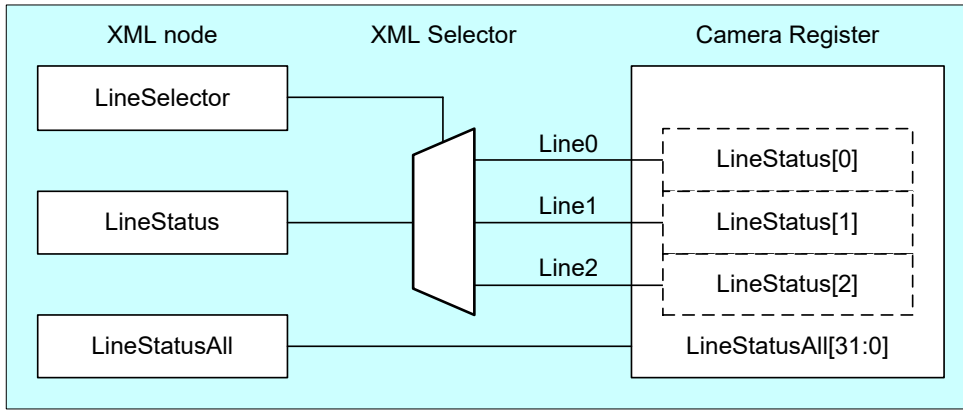 XML node
XML Selector
Camera Register
LineSelector
Line0
LineStatus[0]
LineStatus
Line1
LineStatus[1]
Line2
LineStatus[2]
LineStatusAll
LineStatusAll[31:0]